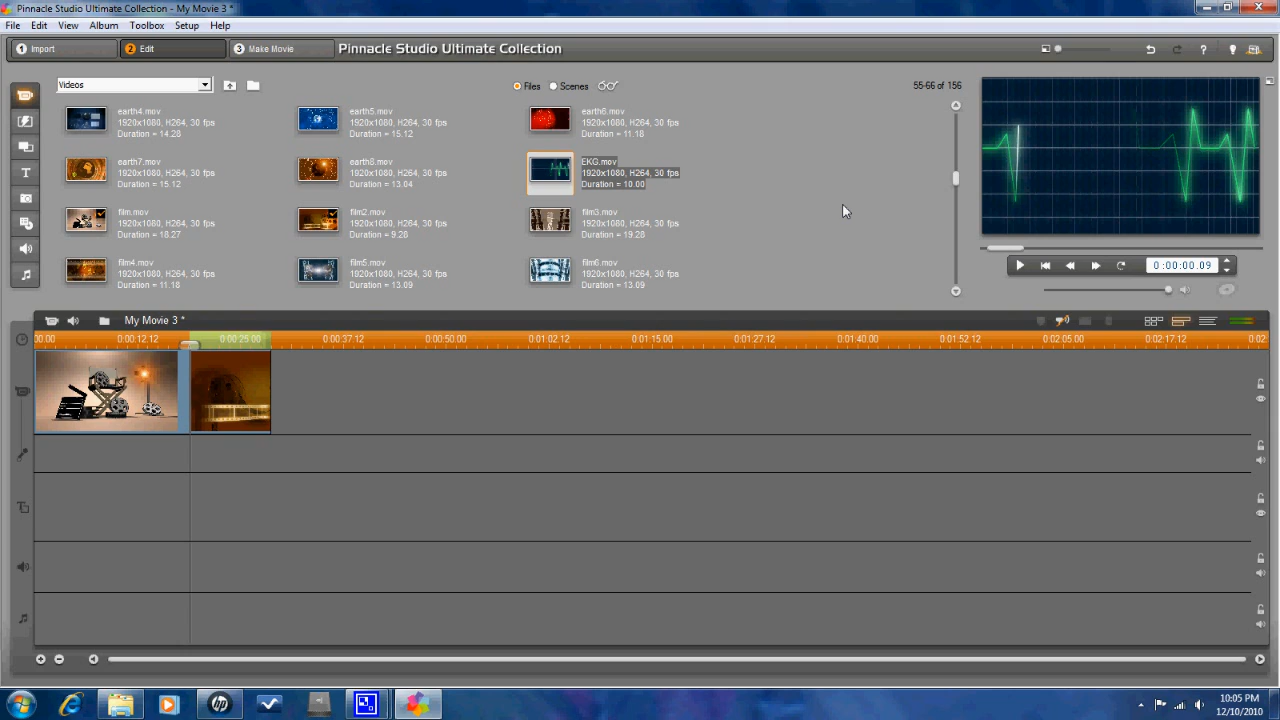 Pinnacle Studio Ultimate Collection - My Movie 3 *
File Edit View Album Toolbox Setup Help
1 Import 2 Edit 3 Make Movie Pinnacle Studio Ultimate Collection
Videos Files Scenes 55-66 of 156
earth4.mov
1920x1080, H264, 30 fps
Duration = 14.28
earth5.mov
1920x1080, H264, 30 fps
Duration = 15.12
earth6.mov
1920x1080, H264, 30 fps
Duration = 11.18
earth7.mov
1920x1080, H264, 30 fps
Duration = 15.12
earth8.mov
1920x1080, H264, 30 fps
Duration = 13.04
EKG.mov
1920x1080, H264, 30 fps
Duration = 10.00
film.mov
1920x1080, H264, 30 fps
Duration = 18.27
film2.mov
1920x1080, H264, 30 fps
Duration = 9.28
film3.mov
1920x1080, H264, 30 fps
Duration = 19.28
film4.mov
1920x1080, H264, 30 fps
Duration = 11.18
film5.mov
1920x1080, H264, 30 fps
Duration = 13.09
film6.mov
1920x1080, H264, 30 fps
Duration = 13.09
0:00:00.09
My Movie 3 *
00.00 0:00:12.12 0:00:25.00 0:00:37.12 0:00:50.00 0:01:02.12 0:01:15.00 0:01:27.12 0:01:40.00 0:01:52.12 0:02:05.00 0:02:17.12 0:02
10:05 PM
12/10/2010